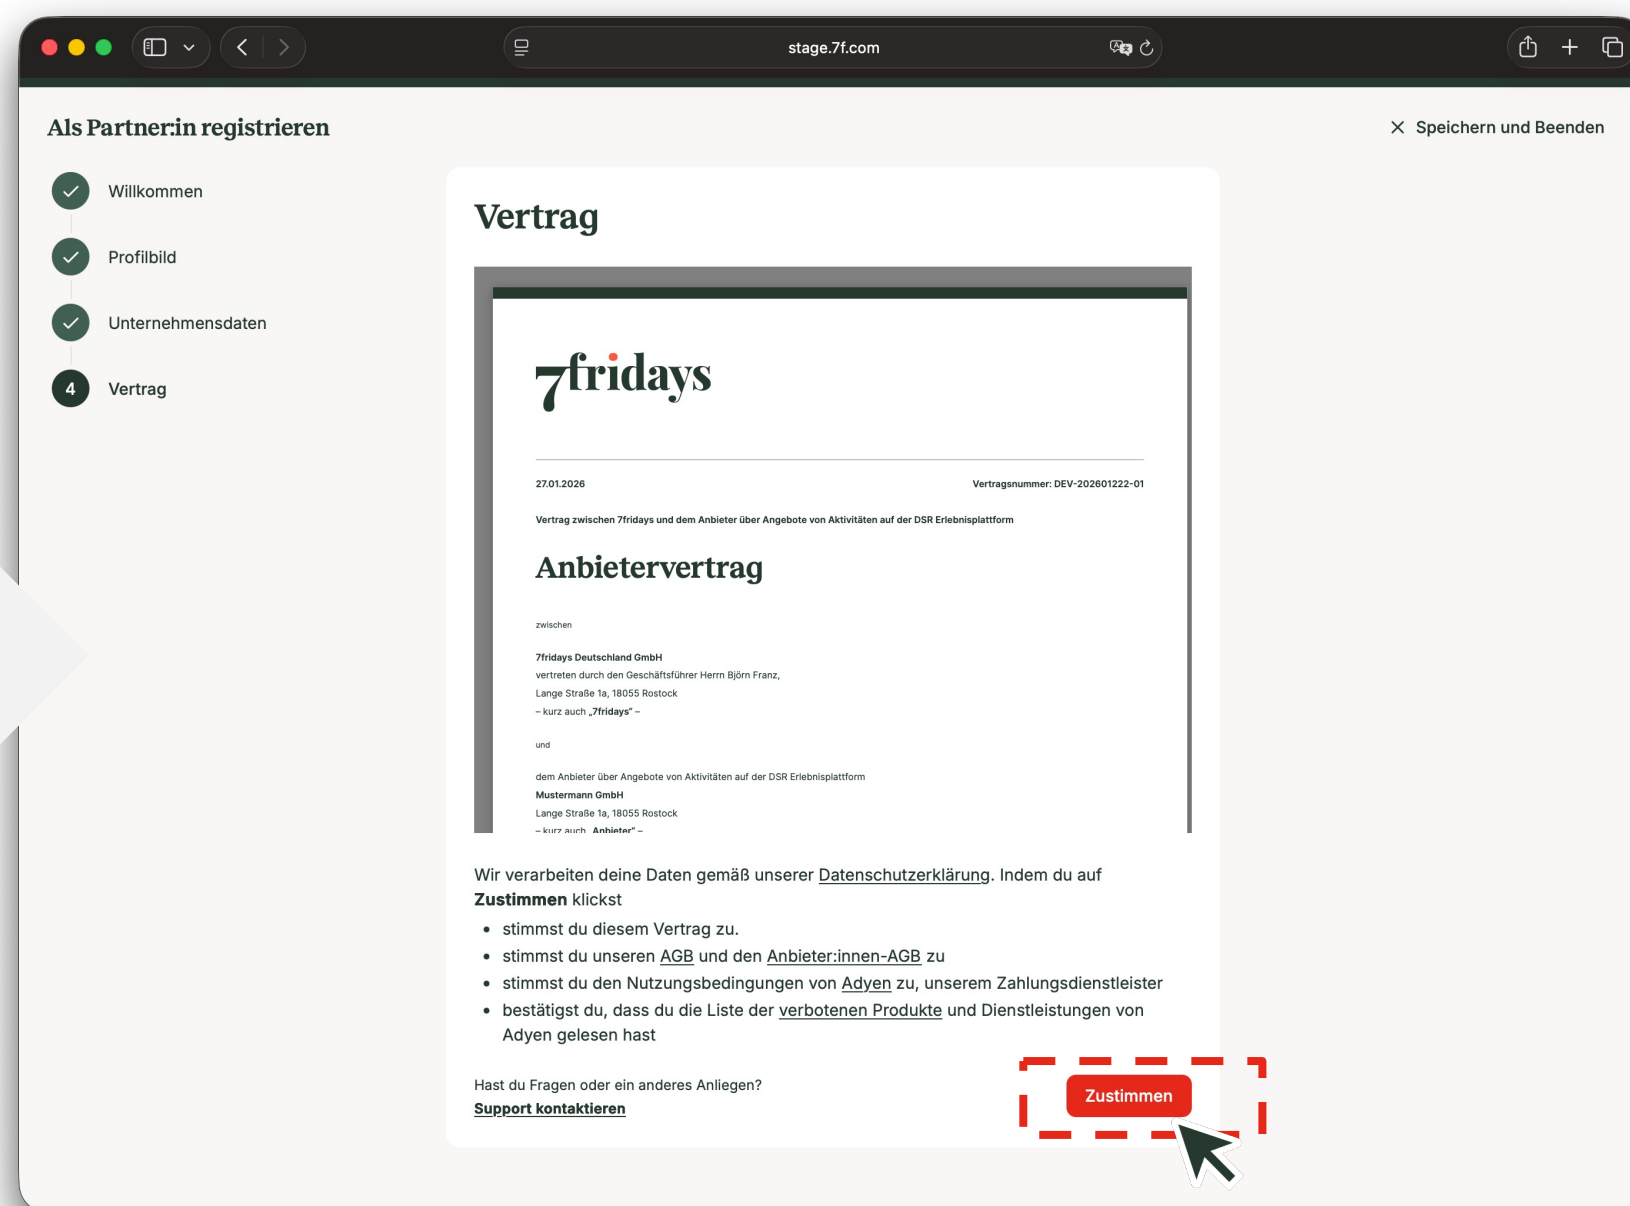 stage.7f.com
Als Partner:in registrieren
Speichern und Beenden
Willkommen
Profilbild
Unternehmensdaten
4 Vertrag
Vertrag
7fridays
27.01.2026 Vertragsnummer: DEV-202601222-01
Vertrag zwischen 7fridays und dem Anbieter über Angebote von Aktivitäten auf der DSR Erlebnisplattform
Anbietervertrag
zwischen
7fridays Deutschland GmbH
vertreten durch den Geschäftsführer Herrn Björn Franz,
Lange Straße 1a, 18055 Rostock
– kurz auch „7fridays“ –
und
dem Anbieter über Angebote von Aktivitäten auf der DSR Erlebnisplattform
Mustermann GmbH
Lange Straße 1a, 18055 Rostock
– kurz auch „Anbieter“ –
Wir verarbeiten deine Daten gemäß unserer Datenschutzerklärung. Indem du auf
Zustimmen klickst
• stimmst du diesem Vertrag zu.
• stimmst du unseren AGB und den Anbieter:innen-AGB zu
• stimmst du den Nutzungsbedingungen von Adyen zu, unserem Zahlungsdienstleister
• bestätigst du, dass du die Liste der verbotenen Produkte und Dienstleistungen von
Adyen gelesen hast
Hast du Fragen oder ein anderes Anliegen?
Support kontaktieren
Zustimmen